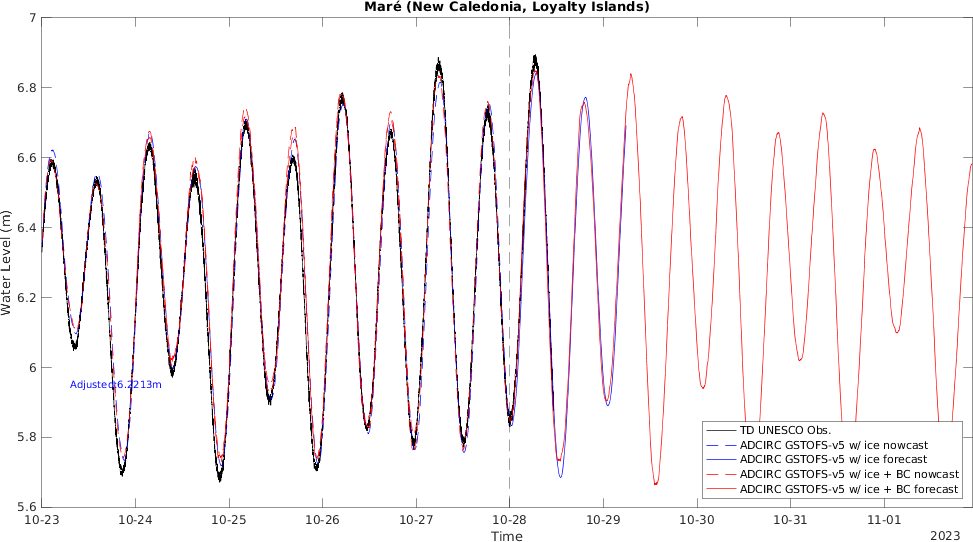 Maré (New Caledonia, Loyalty Islands)
7
6.8
6.6
6.4
6.2
6
5.8
5.6
Water Level (m)
Adjusted6.2213m
TD UNESCO Obs.
ADCIRC GSTOFS-v5 w/ ice nowcast
ADCIRC GSTOFS-v5 w/ ice forecast
ADCIRC GSTOFS-v5 w/ ice + BC nowcast
ADCIRC GSTOFS-v5 w/ ice + BC forecast
10-23 10-24 10-25 10-26 10-27 10-28 10-29 10-30 10-31 11-01
Time
2023